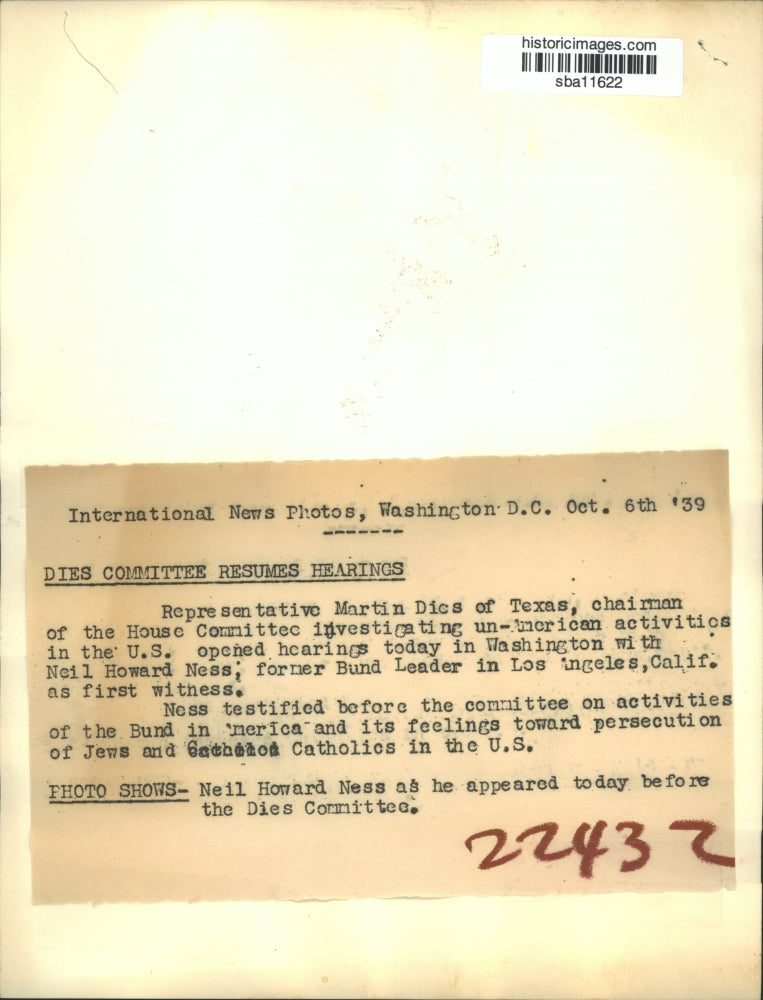 historicimages.com
sba11622
International News Photos, Washington D.C. Oct. 6th '39
-------
DIES COMMITTEE RESUMES HEARINGS
Representative Martin Dies of Texas, chairman
of the House Committee investigating un-American activities
in the U.S. opened hearings today in Washington with
Neil Howard Ness, former Bund Leader in Los Angeles,Calif.
as first witness.
Ness testified before the committee on activities
of the Bund in America and its feelings toward persecution
of Jews and Catholics in the U.S.
PHOTO SHOWS- Neil Howard Ness as he appeared today before
the Dies Committee.
22432